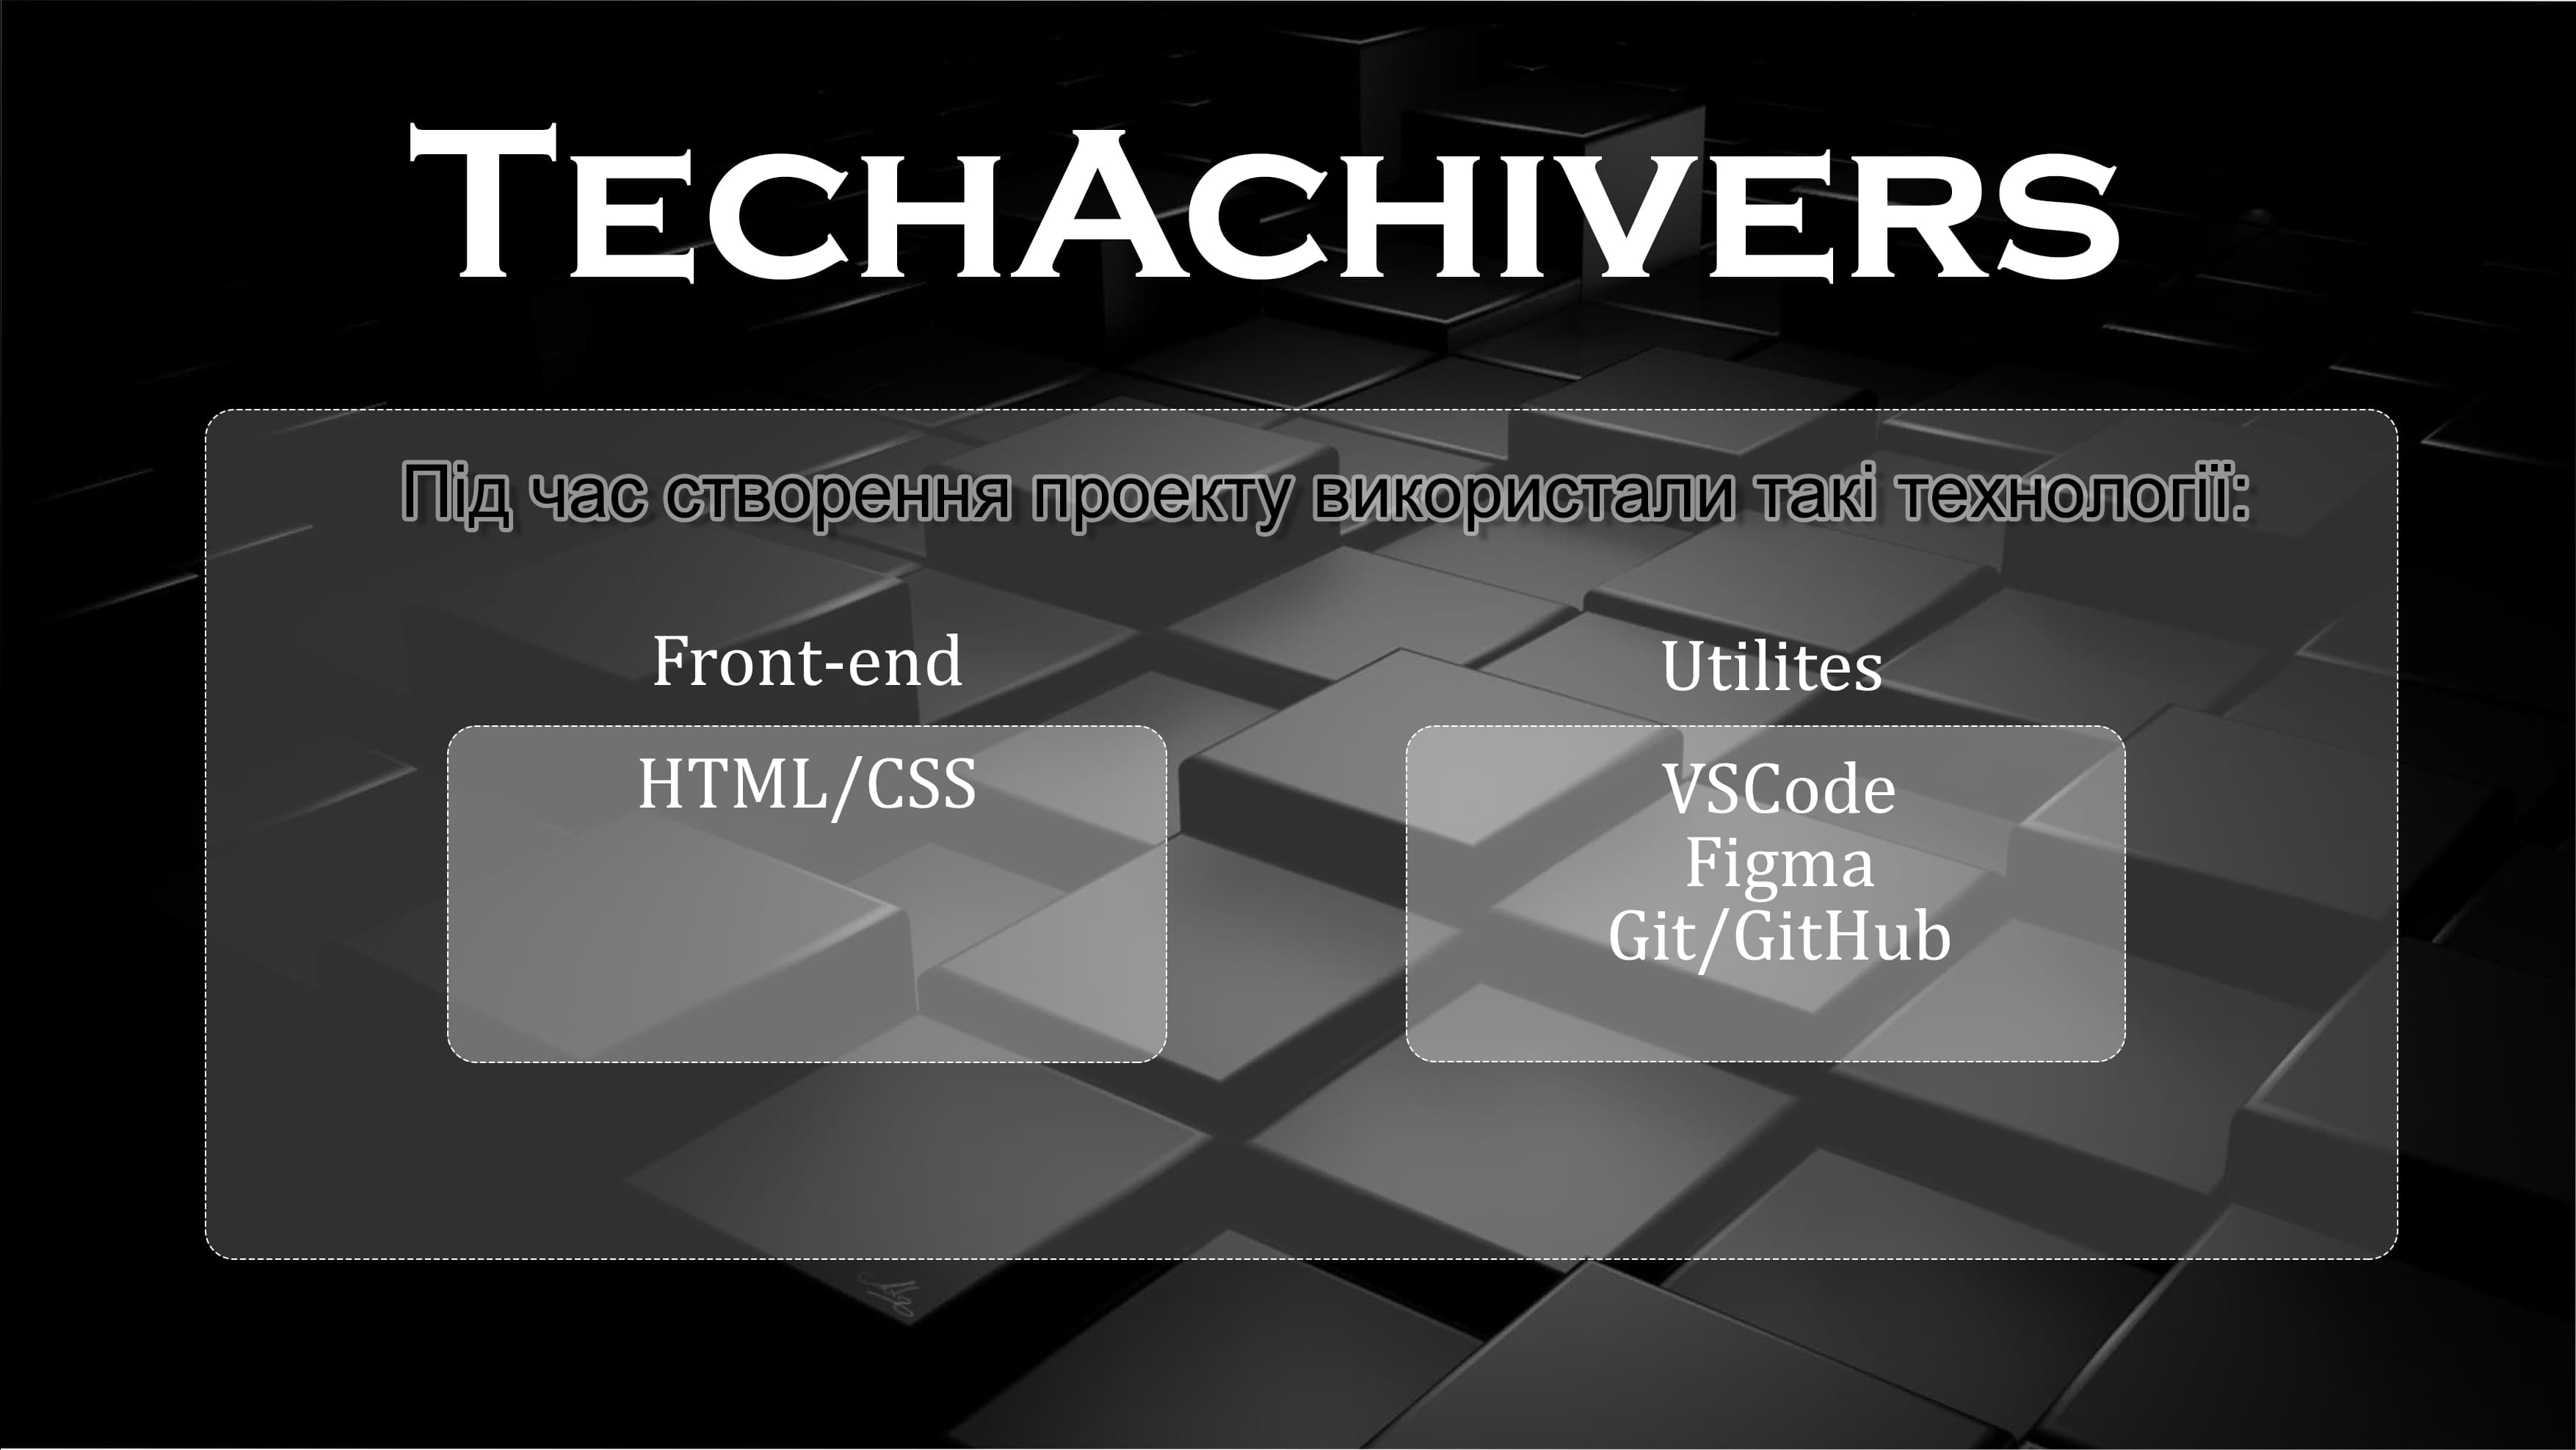 TechAchivers
Під час створення проекту використали такі технології:
Front-end
HTML/CSS
Utilites
VSCode
Figma
Git/GitHub